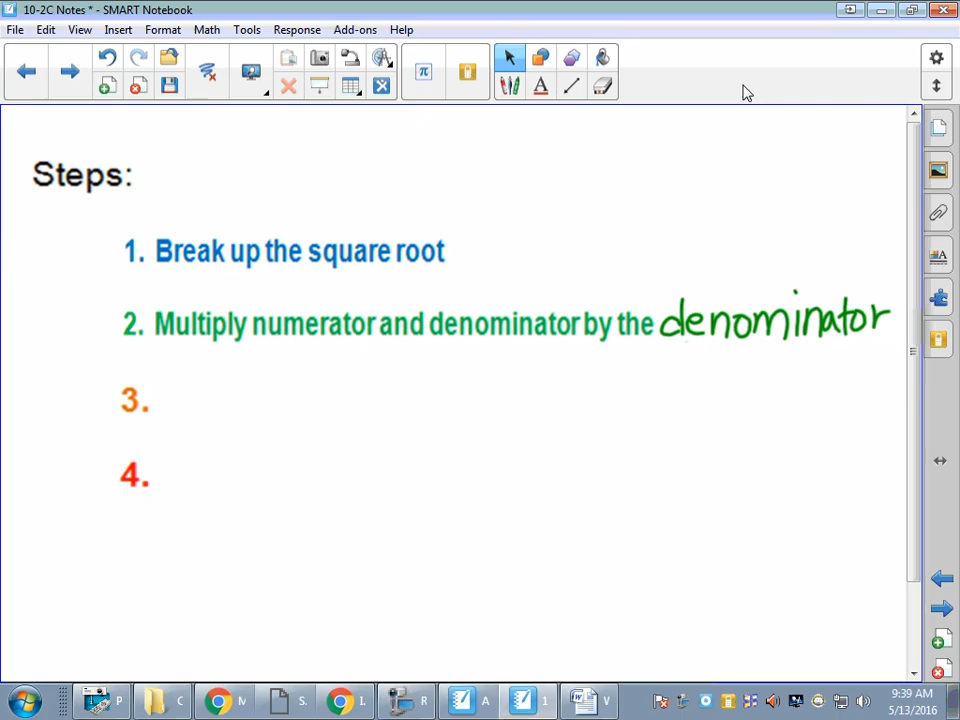 10-2C Notes * - SMART Notebook
File Edit View Insert Format Math Tools Response Add-ons Help
π
A
Steps:
1. Break up the square root
2. Multiply numerator and denominator by the denominator
3.
4.
P C M S. I. R A 1 V
9:39 AM
5/13/2016